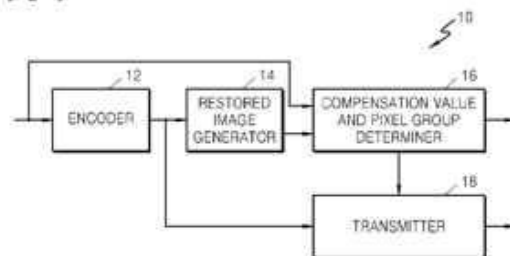 10
12
14
16
ENCODER
RESTORED
IMAGE
GENERATOR
COMPENSATION VALUE
AND PIXEL GROUP
DETERMINER
18
TRANSMITTER